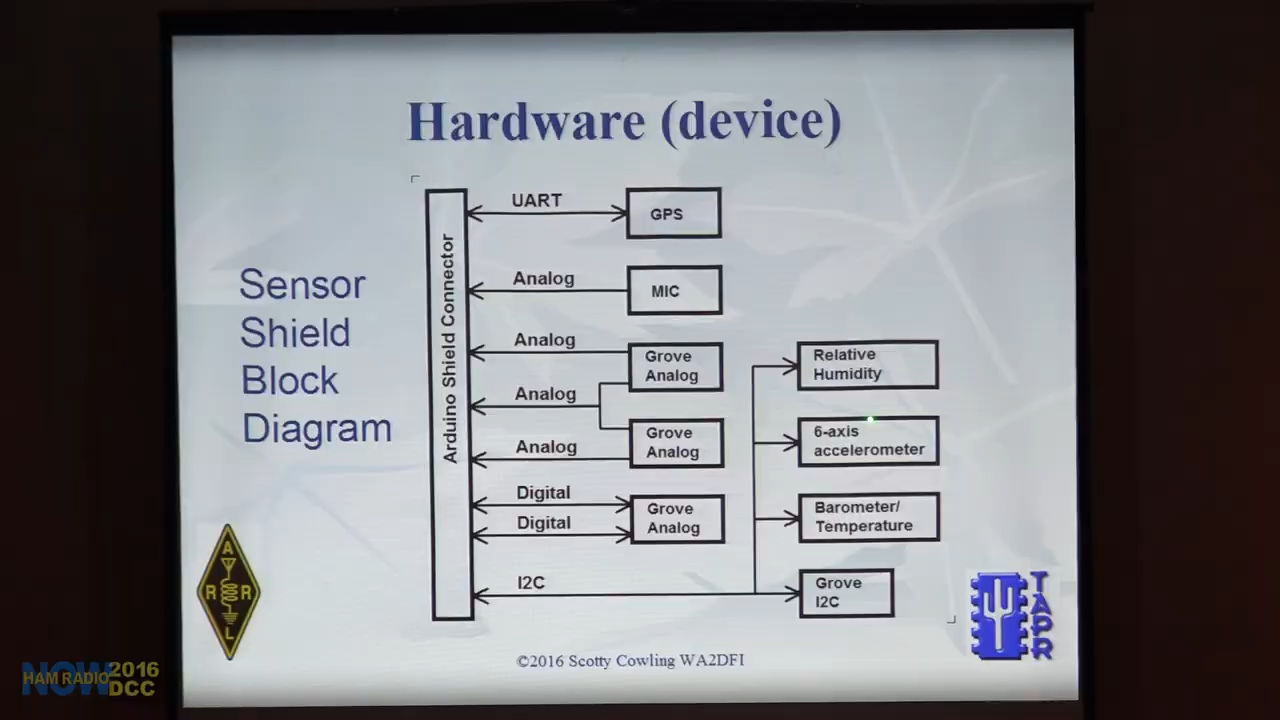 Hardware (device)
Sensor
Shield
Block
Diagram
Arduino Shield Connector
UART
GPS
Analog
MIC
Analog
Grove
Analog
Analog
Grove
Analog
Analog
Digital
Digital
Grove
Analog
I2C
Relative
Humidity
6-axis
accelerometer
Barometer/
Temperature
Grove
I2C
A
R R
L
TAPR
©2016 Scotty Cowling WA2DFI
HAM RADIO
NOW
2016
DCC